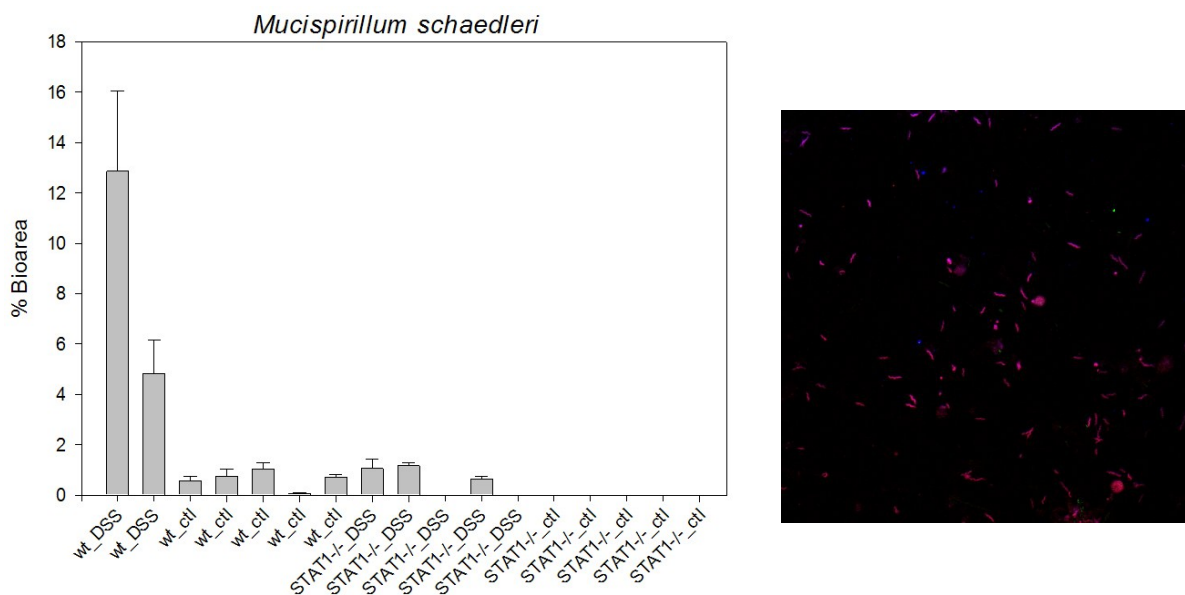 Mucispirillum schaedleri
18
16
14
12
10
8
6
4
2
0
% Bioarea
wt_DSS
wt_DSS
wt_ctl
wt_ctl
wt_ctl
wt_ctl
wt_ctl
STAT1-/-_DSS
STAT1-/-_DSS
STAT1-/-_DSS
STAT1-/-_DSS
STAT1-/-_DSS
STAT1-/-_ctl
STAT1-/-_ctl
STAT1-/-_ctl
STAT1-/-_ctl
STAT1-/-_ctl